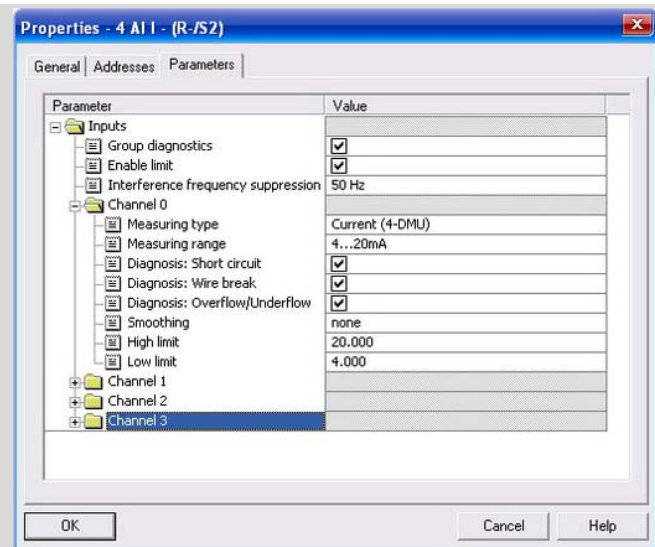 Properties - 4 AI I - (R-/S2)
General Addresses Parameters
Parameter Value
Inputs
Group diagnostics
Enable limit
Interference frequency suppression 50 Hz
Channel 0
Measuring type Current (4-DMU)
Measuring range 4...20mA
Diagnosis: Short circuit
Diagnosis: Wire break
Diagnosis: Overflow/Underflow
Smoothing none
High limit 20.000
Low limit 4.000
Channel 1
Channel 2
Channel 3
OK Cancel Help